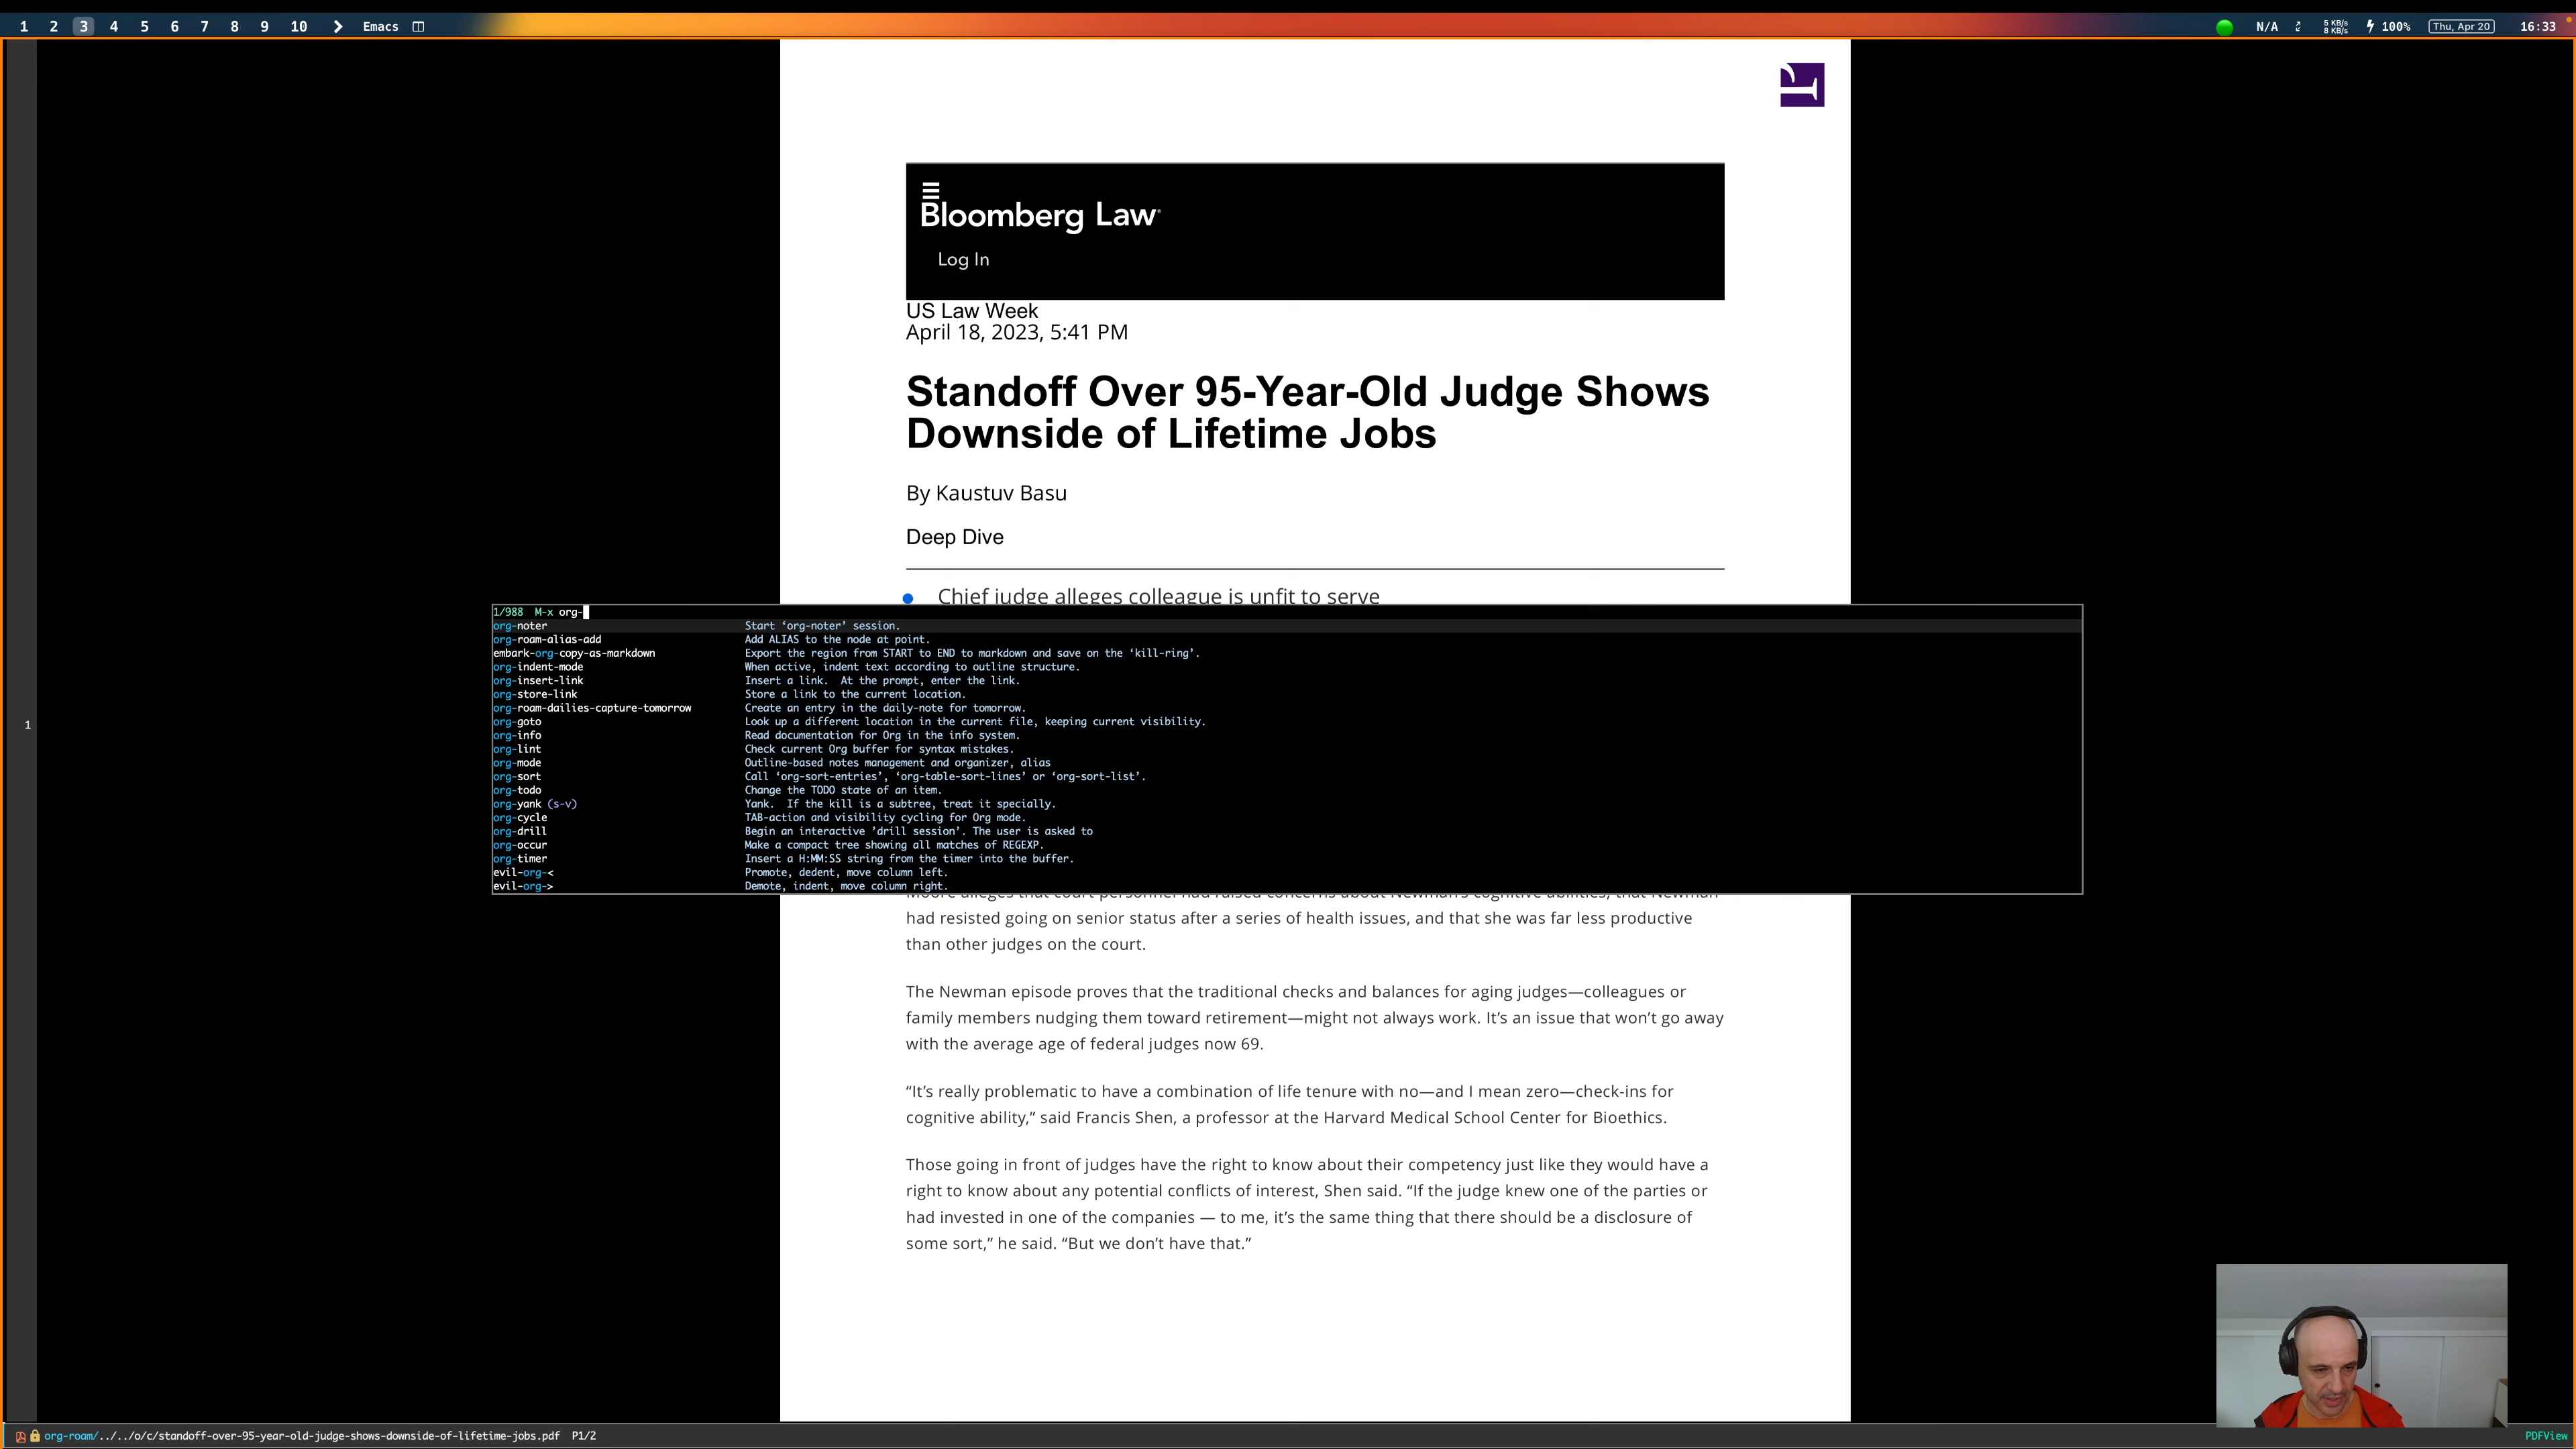 1 2 3 4 5 6 7 8 9 10 Emacs
N/A 5 KB/s 8 KB/s 100% Thu, Apr 20 16:33
Bloomberg Law
Log In
US Law Week
April 18, 2023, 5:41 PM
Standoff Over 95-Year-Old Judge Shows
Downside of Lifetime Jobs
By Kaustuv Basu
Deep Dive
Chief judge alleges colleague is unfit to serve
1/988 M-x org-
org-noter Start ‘org-noter’ session.
org-roam-alias-add Add ALIAS to the node at point.
embark-org-copy-as-markdown Export the region from START to END to markdown and save on the ‘kill-ring’.
org-indent-mode When active, indent text according to outline structure.
org-insert-link Insert a link. At the prompt, enter the link.
org-store-link Store a link to the current location.
org-roam-dailies-capture-tomorrow Create an entry in the daily-note for tomorrow.
org-goto Look up a different location in the current file, keeping current visibility.
org-info Read documentation for Org in the info system.
org-lint Check current Org buffer for syntax mistakes.
org-mode Outline-based notes management and organizer, alias
org-sort Call ‘org-sort-entries’, ‘org-table-sort-lines’ or ‘org-sort-list’.
org-todo Change the TODO state of an item.
org-yank (s-v) Yank. If the kill is a subtree, treat it specially.
org-cycle TAB-action and visibility cycling for Org mode.
org-drill Begin an interactive ’drill session’. The user is asked to
org-occur Make a compact tree showing all matches of REGEXP.
org-timer Insert a H:MM:SS string from the timer into the buffer.
evil-org-< Promote, dedent, move column left.
evil-org-> Demote, indent, move column right.
1
Moore alleges that court personnel had raised concerns about Newman’s cognitive abilities, that Newman
had resisted going on senior status after a series of health issues, and that she was far less productive
than other judges on the court.
The Newman episode proves that the traditional checks and balances for aging judges—colleagues or
family members nudging them toward retirement—might not always work. It’s an issue that won’t go away
with the average age of federal judges now 69.
“It’s really problematic to have a combination of life tenure with no—and I mean zero—check-ins for
cognitive ability,” said Francis Shen, a professor at the Harvard Medical School Center for Bioethics.
Those going in front of judges have the right to know about their competency just like they would have a
right to know about any potential conflicts of interest, Shen said. “If the judge knew one of the parties or
had invested in one of the companies — to me, it’s the same thing that there should be a disclosure of
some sort,” he said. “But we don’t have that.”
org-roam/../../o/c/standoff-over-95-year-old-judge-shows-downside-of-lifetime-jobs.pdf P1/2
PDFView